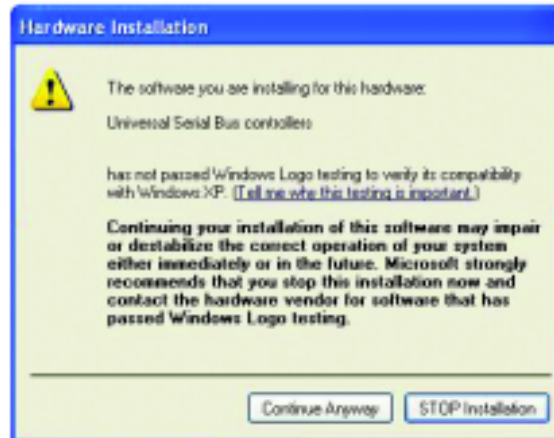 Hardware Installation
The software you are installing for this hardware:
Universal Serial Bus controllers
has not passed Windows Logo testing to verify its compatibility
with Windows XP. (Tell me why this testing is important.)
Continuing your installation of this software may impair
or destabilize the correct operation of your system
either immediately or in the future. Microsoft strongly
recommends that you stop this installation now and
contact the hardware vendor for software that has
passed Windows Logo testing.
Continue Anyway
STOP Installation